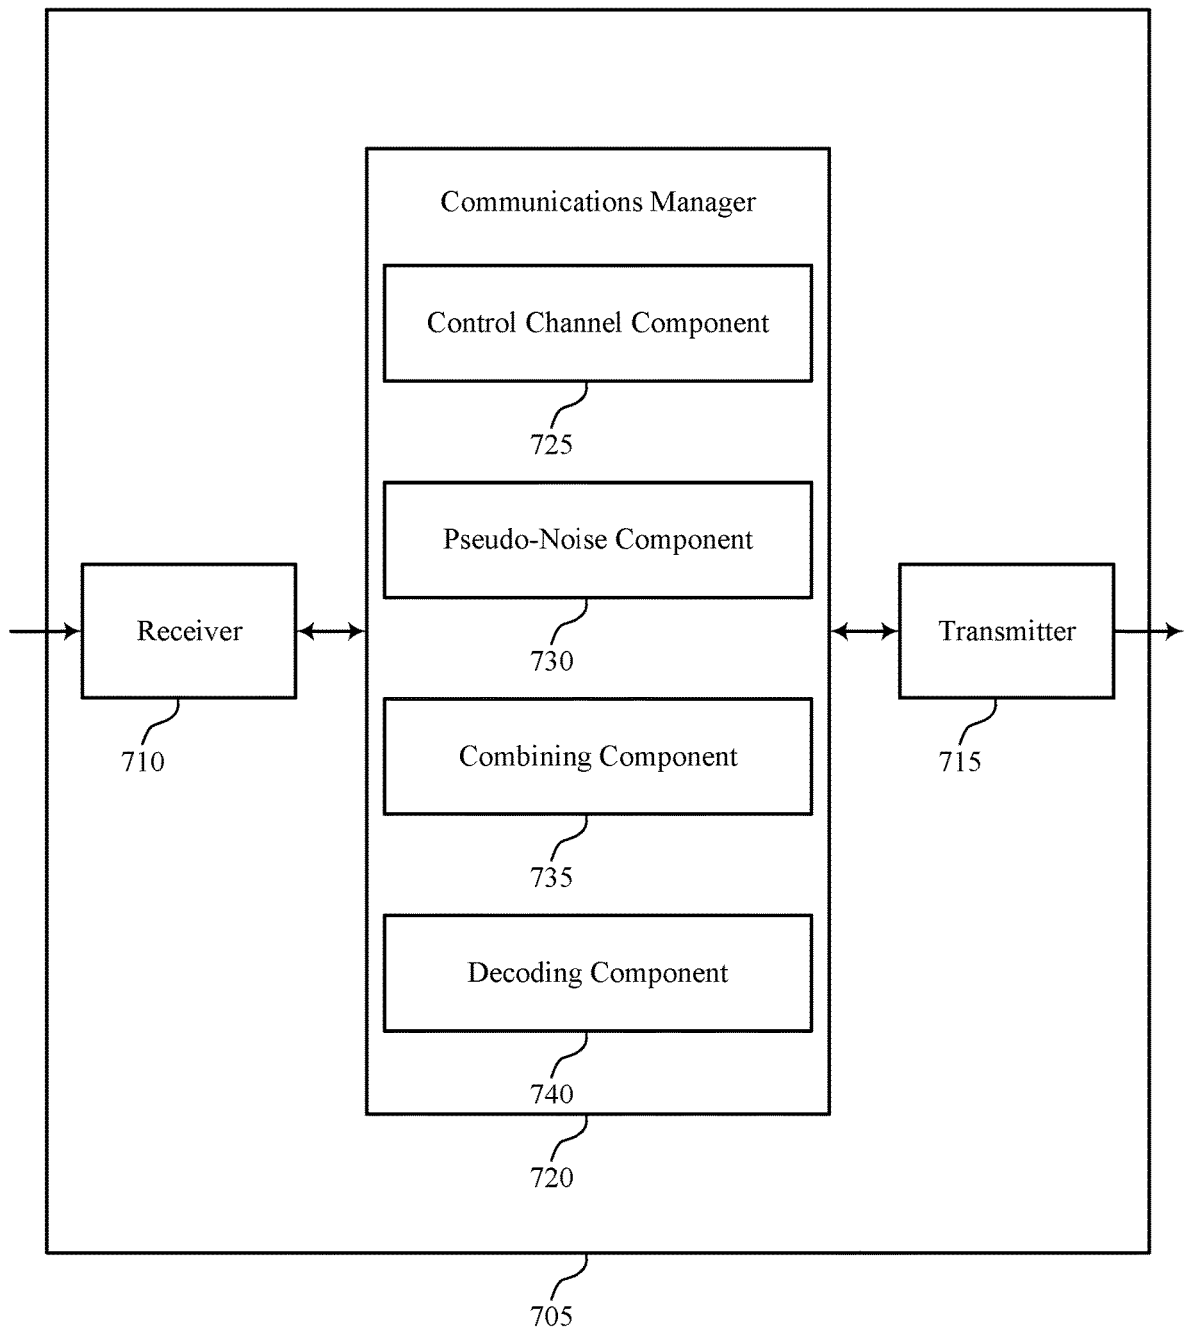 Communications Manager
Control Channel Component
725
Pseudo-Noise Component
730
Receiver
710
Transmitter
715
Combining Component
735
Decoding Component
740
720
705